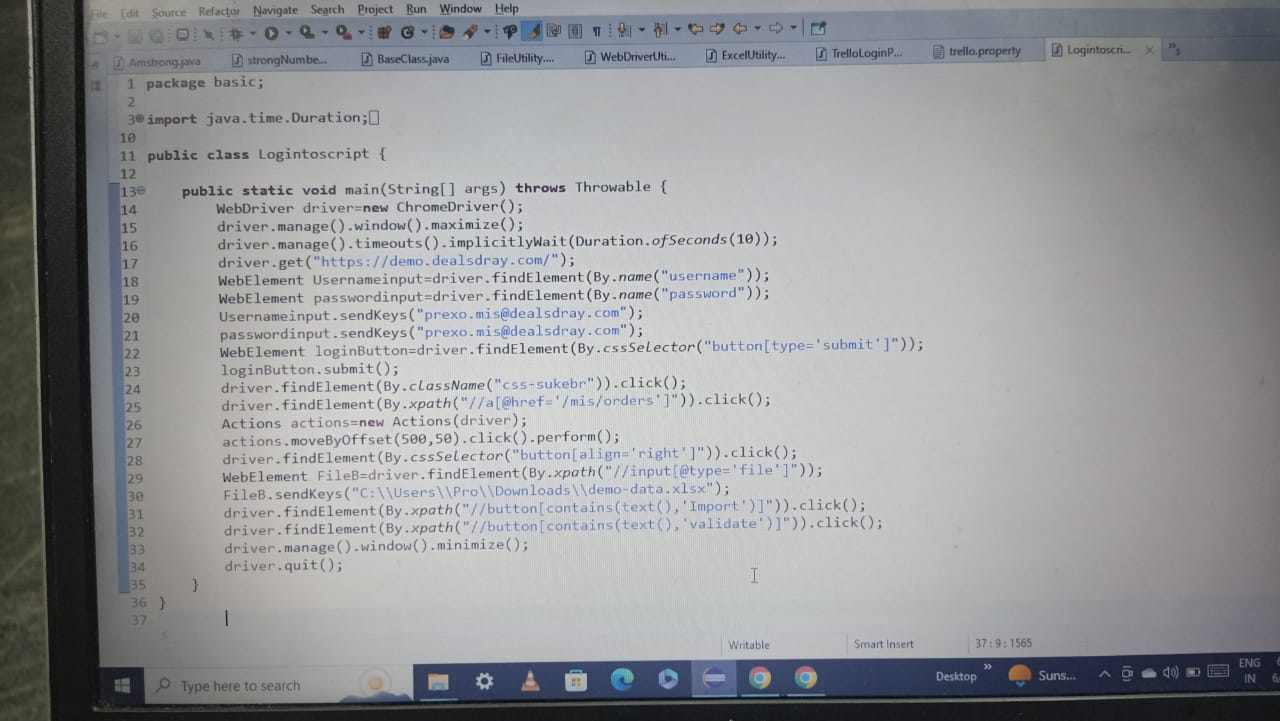 File Edit Source Refactor Navigate Search Project Run Window Help
Amstrong.java strongNumbe... BaseClass.java FileUtility.... WebDriverUti... ExcelUtility... TrelloLoginP... trello.property Logintoscri... 3
1 package basic;
2
3 import java.time.Duration;
10
11 public class Logintoscript {
12
13 public static void main(String[] args) throws Throwable {
14 WebDriver driver=new ChromeDriver();
15 driver.manage().window().maximize();
16 driver.manage().timeouts().implicitlyWait(Duration.ofSeconds(10));
17 driver.get("https://demo.dealsdray.com/");
18 WebElement Usernameinput=driver.findElement(By.name("username"));
19 WebElement passwordinput=driver.findElement(By.name("password"));
20 Usernameinput.sendKeys("prexo.mis@dealsdray.com");
21 passwordinput.sendKeys("prexo.mis@dealsdray.com");
22 WebElement loginButton=driver.findElement(By.cssSelector("button[type='submit']"));
23 loginButton.submit();
24 driver.findElement(By.className("css-sukebr")).click();
25 driver.findElement(By.xpath("//a[@href='/mis/orders']")).click();
26 Actions actions=new Actions(driver);
27 actions.moveByOffset(500,50).click().perform();
28 driver.findElement(By.cssSelector("button[align='right']")).click();
29 WebElement FileB=driver.findElement(By.xpath("//input[@type='file']"));
30 FileB.sendKeys("C:\\Users\\Pro\\Downloads\\demo-data.xlsx");
31 driver.findElement(By.xpath("//button[contains(text(),'Import')]")).click();
32 driver.findElement(By.xpath("//button[contains(text(),'validate')]")).click();
33 driver.manage().window().minimize();
34 driver.quit();
35 }
36 }
37
Writable Smart Insert 37:9:1565
Type here to search Desktop Suns... ENG
IN